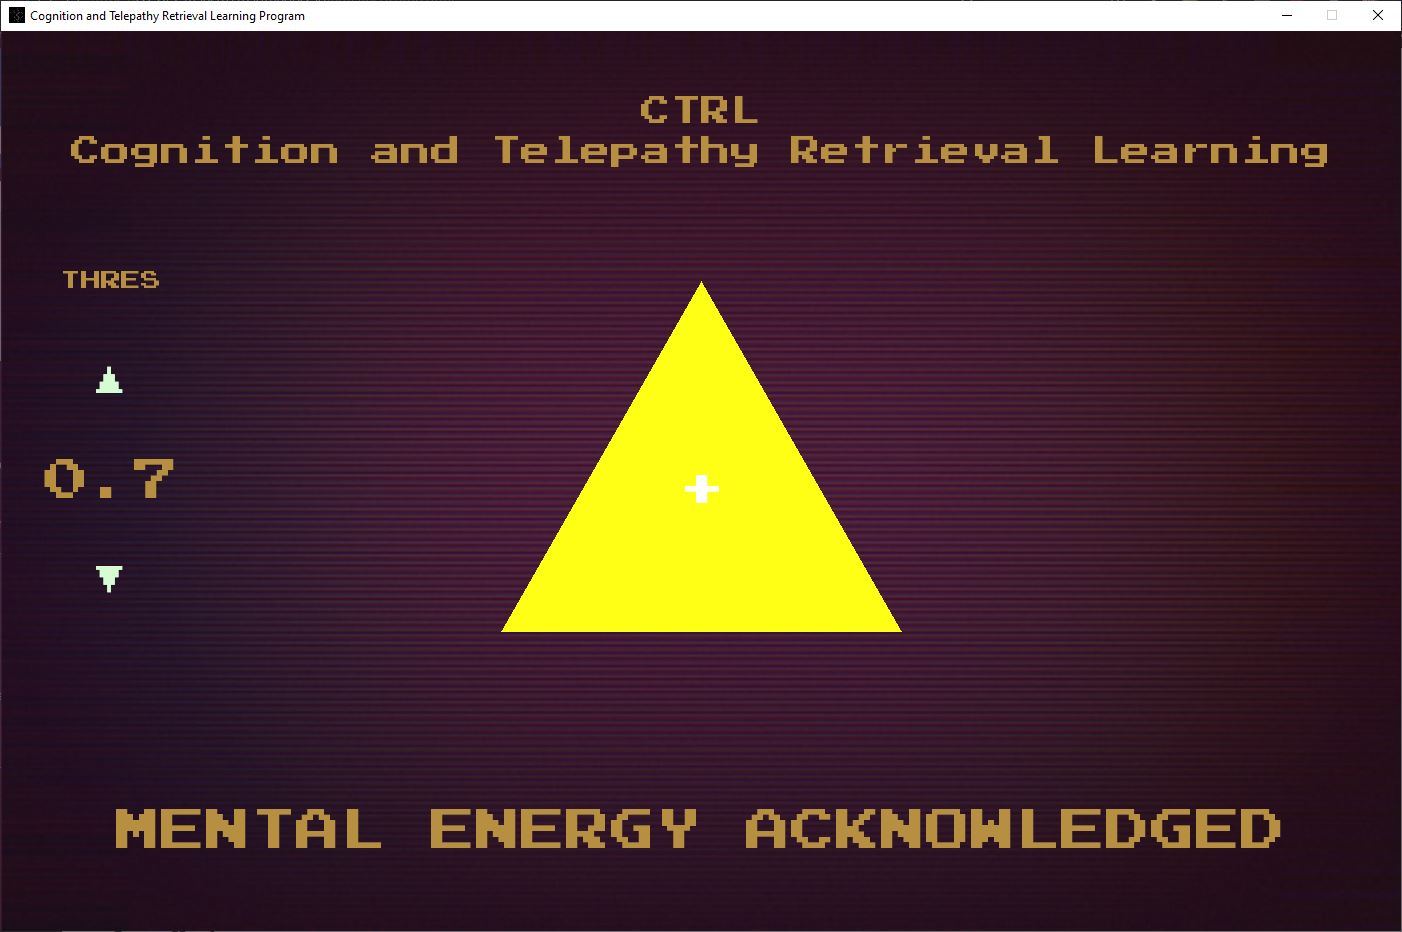 Cognition and Telepathy Retrieval Learning Program
CTRL
Cognition and Telepathy Retrieval Learning
THRES
0.7
+
MENTAL ENERGY ACKNOWLEDGED